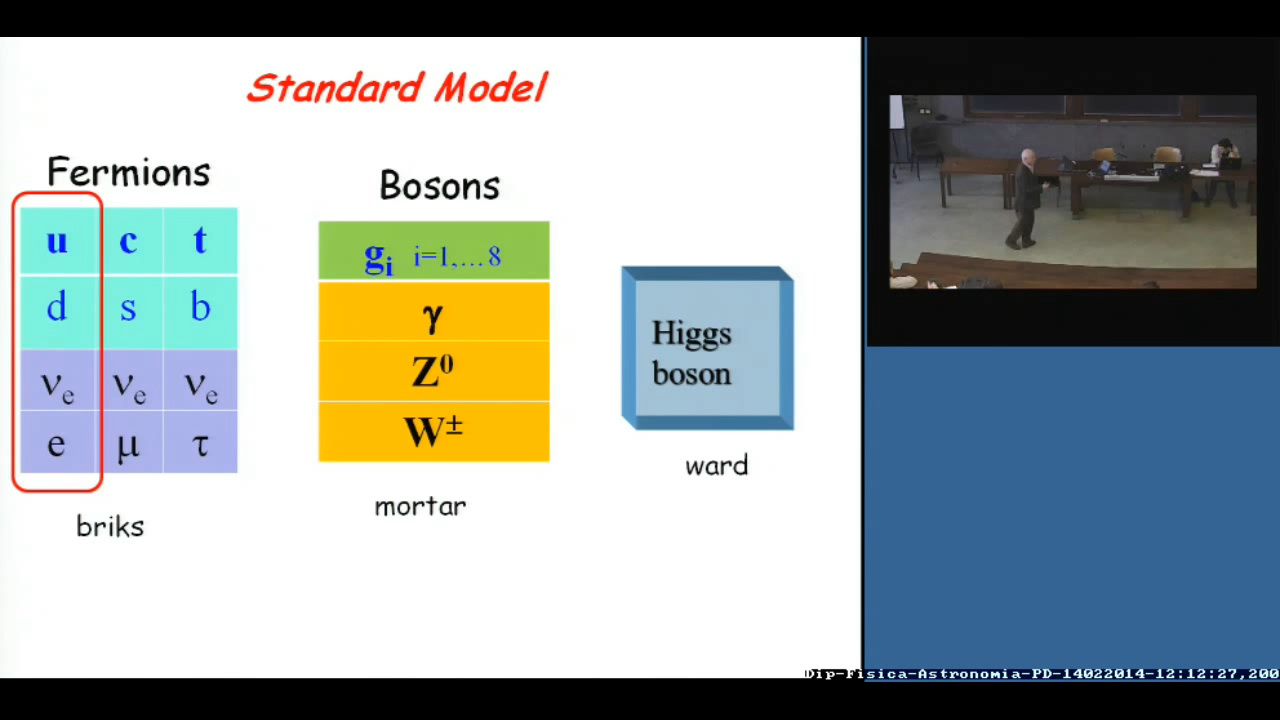 Standard Model
Fermions
u c t
d s b
νe νe νe
e μ τ
briks
Bosons
gi i=1,...8
γ
Z⁰
W±
mortar
Higgs
boson
ward
Dip-Fisica-Astronomia-PD-14022014-12:12:27,200